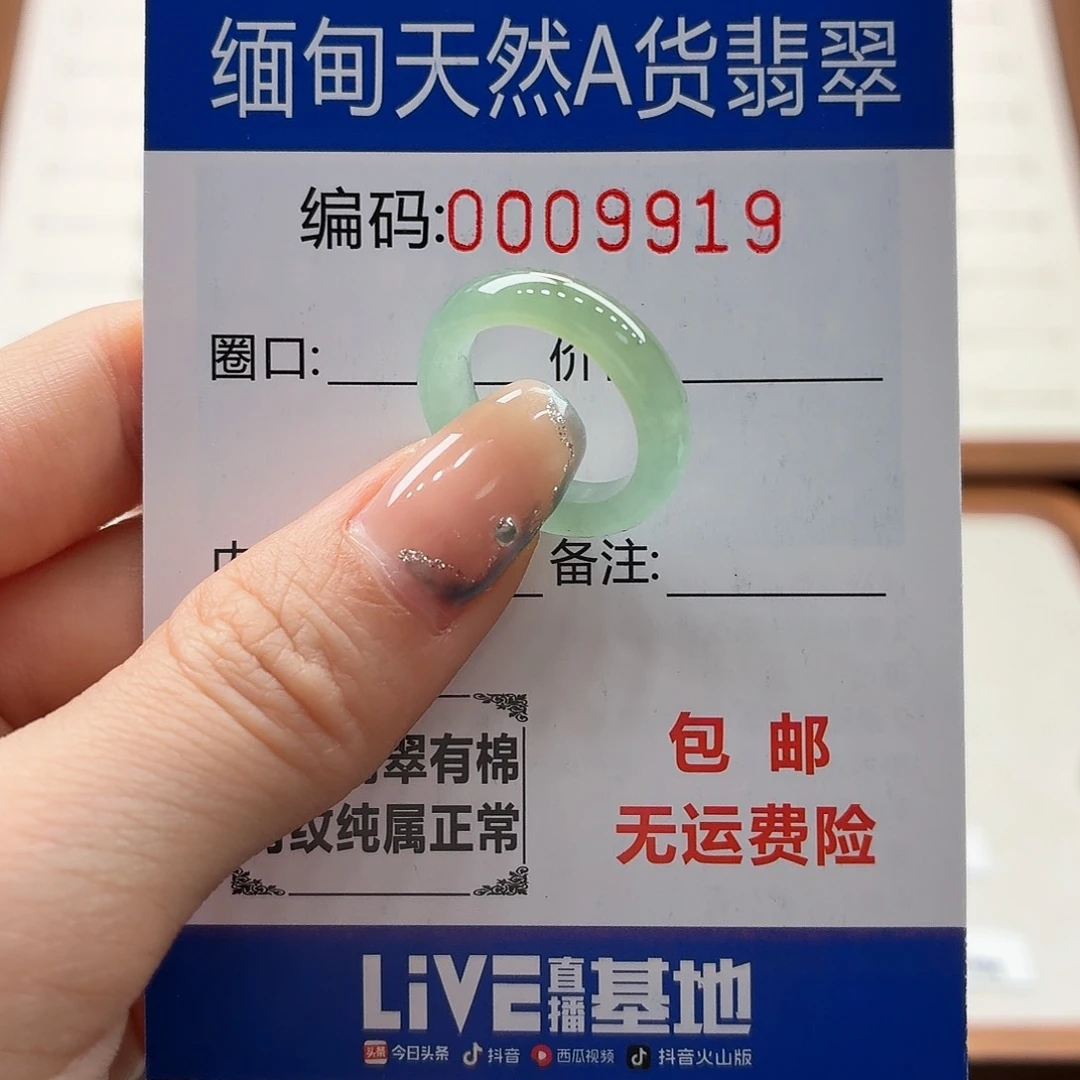 缅甸天然A货翡翠
编码:0009919
圈口:
备注:
翠有棉
纹纯属正常
包 邮
无运费险
LiVE直播基地
头条 今日头条 抖音 西瓜视频 抖音火山版